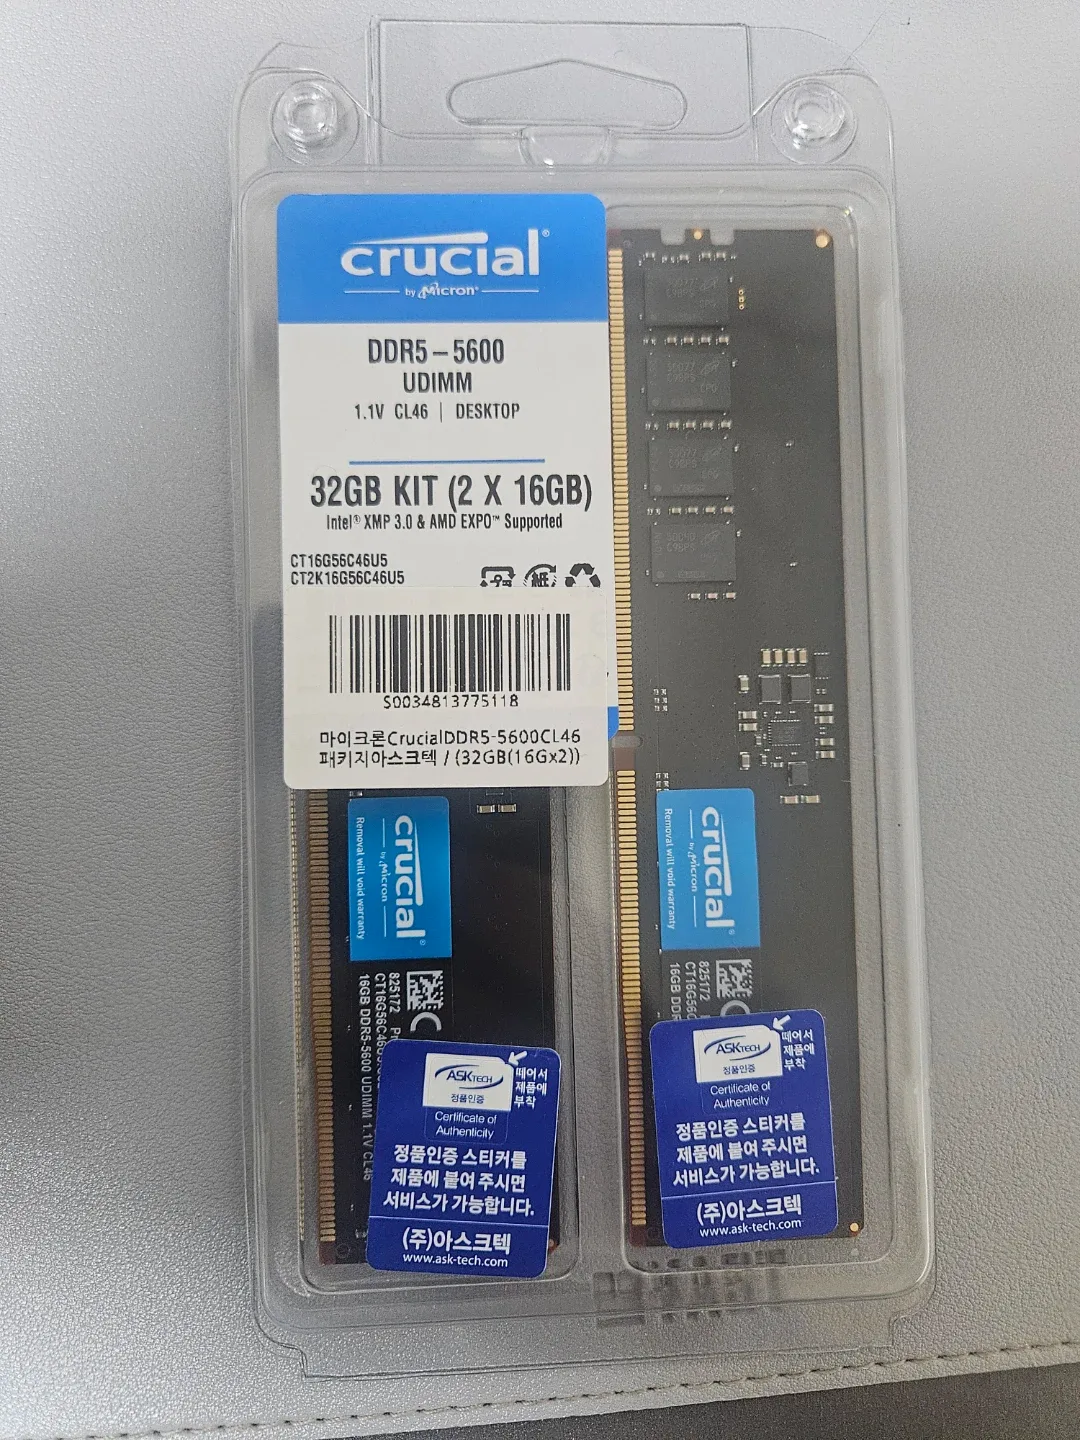 crucial®
by Micron®
DDR5 – 5600
UDIMM
1.1V CL46 | DESKTOP
32GB KIT (2 X 16GB)
Intel® XMP 3.0 & AMD EXPO™ Supported
CT16G56C46U5
CT2K16G56C46U5
S0034813775118
마이크론CrucialDDR5-5600CL46
패키지아스크텍 / (32GB(16Gx2))
crucial®
by Micron
Removal will void warranty
825172
16GB DDR5-5600 UDIMM 1.1V CL46
crucial®
by Micron
Removal will void warranty
825172
ASKTECH
정품인증
떼어서
제품에
부착
Certificate of
Authenticity
정품인증 스티커를
제품에 붙여 주시면
서비스가 가능합니다.
(주)아스크텍
www.ask-tech.com
ASKTECH
정품인증
떼어서
제품에
부착
Certificate of
Authenticity
정품인증 스티커를
제품에 붙여 주시면
서비스가 가능합니다.
(주)아스크텍
www.ask-tech.com